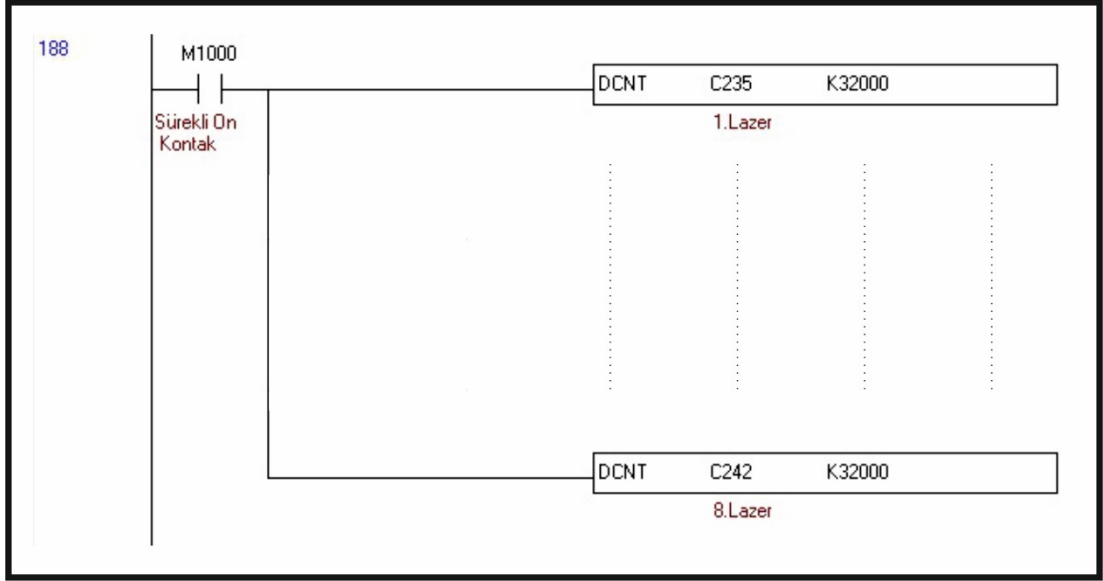 188
M1000
DCNT C235 K32000
Sürekli On
Kontak
1.Lazer
DCNT C242 K32000
8.Lazer